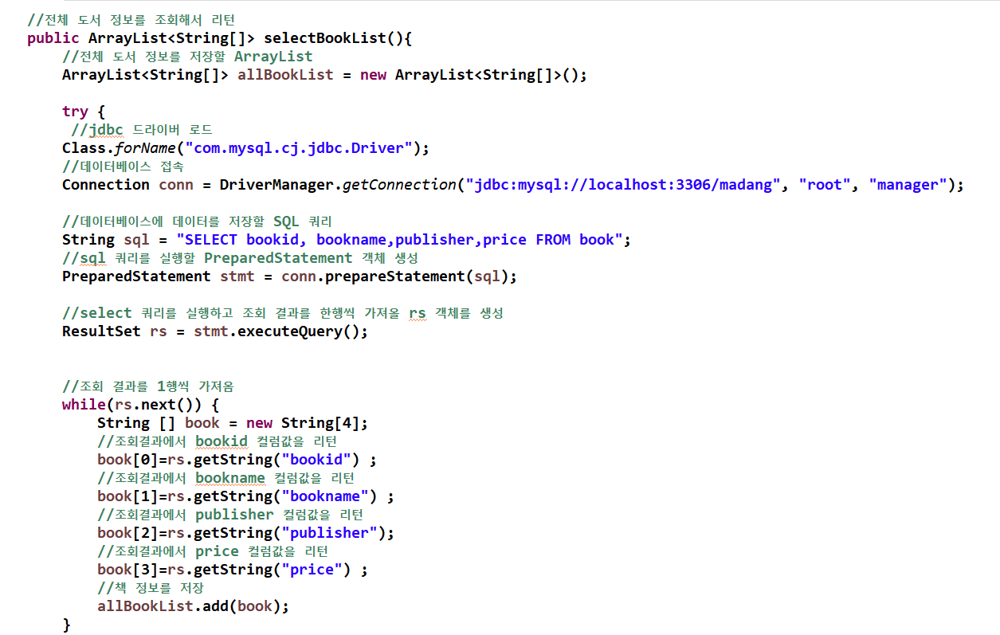 //전체 도서 정보를 조회해서 리턴
public ArrayList<String[]> selectBookList(){
//전체 도서 정보를 저장할 ArrayList
ArrayList<String[]> allBookList = new ArrayList<String[]>();
try {
//jdbc 드라이버 로드
Class.forName("com.mysql.cj.jdbc.Driver");
//데이터베이스 접속
Connection conn = DriverManager.getConnection("jdbc:mysql://localhost:3306/madang", "root", "manager");
//데이터베이스에 데이터를 저장할 SQL 쿼리
String sql = "SELECT bookid, bookname,publisher,price FROM book";
//sql 쿼리를 실행할 PreparedStatement 객체 생성
PreparedStatement stmt = conn.prepareStatement(sql);
//select 쿼리를 실행하고 조회 결과를 한행씩 가져올 rs 객체를 생성
ResultSet rs = stmt.executeQuery();
//조회 결과를 1행씩 가져옴
while(rs.next()) {
String [] book = new String[4];
//조회결과에서 bookid 컬럼값을 리턴
book[0]=rs.getString("bookid") ;
//조회결과에서 bookname 컬럼값을 리턴
book[1]=rs.getString("bookname") ;
//조회결과에서 publisher 컬럼값을 리턴
book[2]=rs.getString("publisher");
//조회결과에서 price 컬럼값을 리턴
book[3]=rs.getString("price") ;
//책 정보를 저장
allBookList.add(book);
}